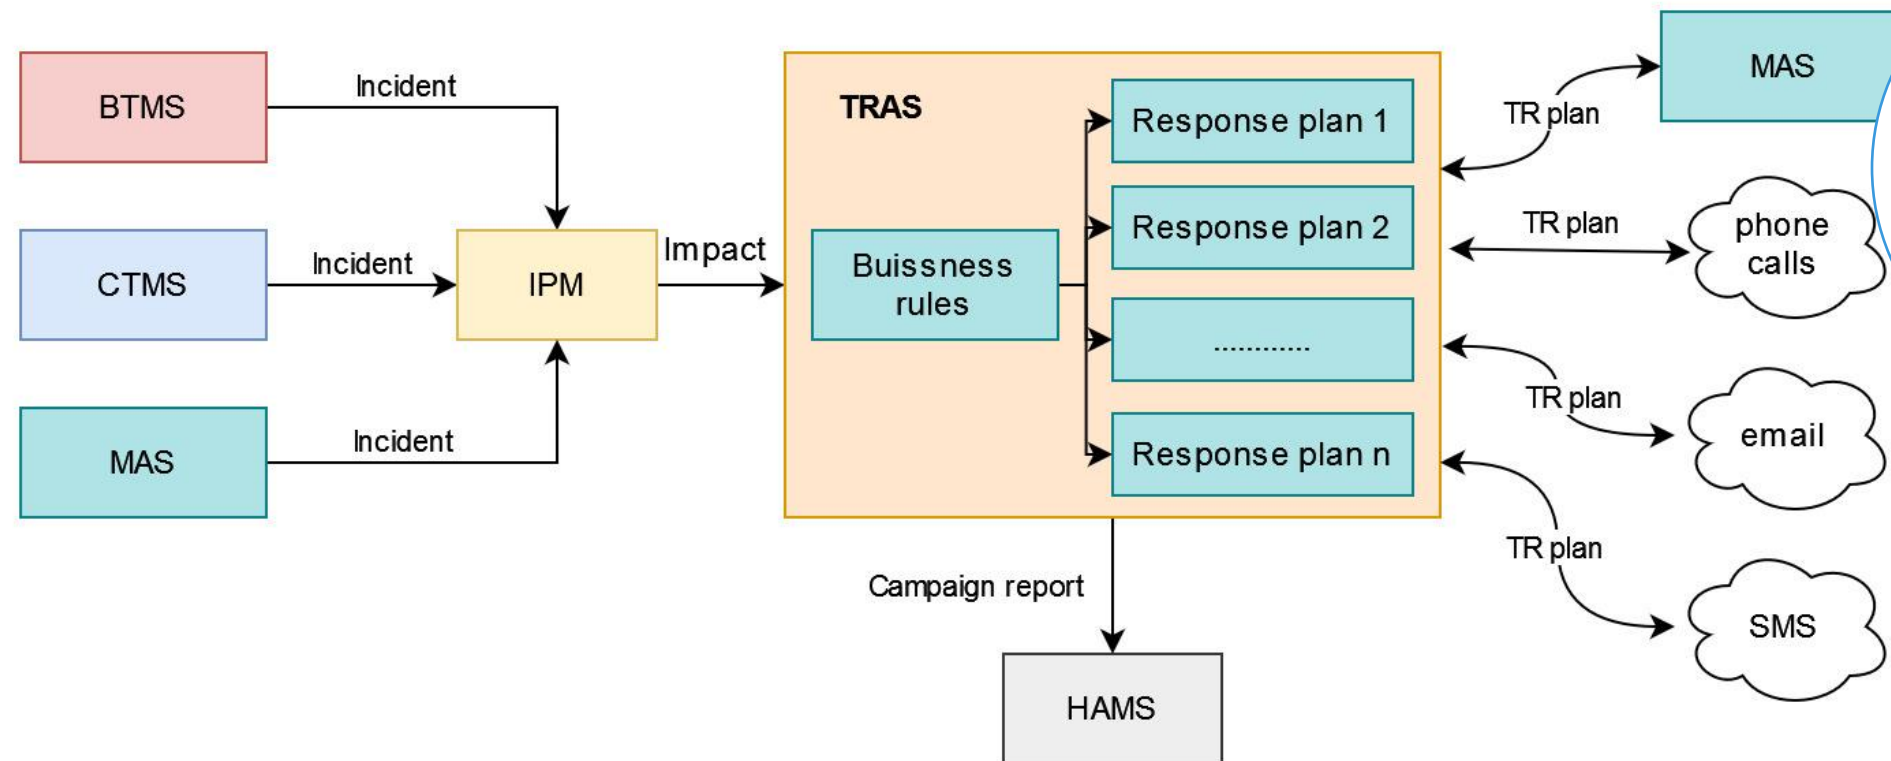 BTMS
Incident
CTMS
Incident
MAS
Incident
IPM
Impact
TRAS
Buissness
rules
Response plan 1
Response plan 2
............
Response plan n
TR plan
MAS
TR plan
phone
calls
TR plan
email
TR plan
SMS
Campaign report
HAMS